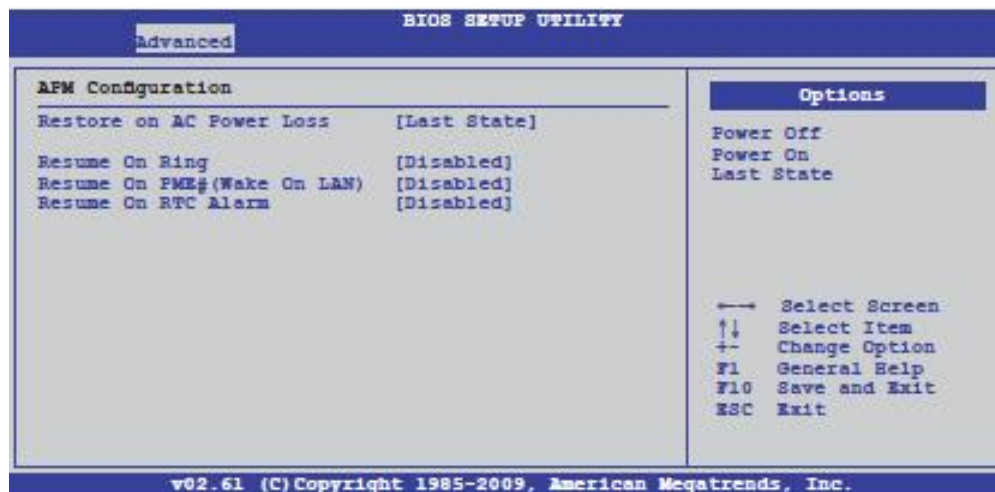 BIOS SETUP UTILITY
Advanced
APM Configuration
Restore on AC Power Loss [Last State]
Resume On Ring [Disabled]
Resume On PME#(Wake On LAN) [Disabled]
Resume On RTC Alarm [Disabled]
Options
Power Off
Power On
Last State
←→ Select Screen
↑↓ Select Item
+- Change Option
F1 General Help
F10 Save and Exit
ESC Exit
v02.61 (C)Copyright 1985-2009, American Megatrends, Inc.